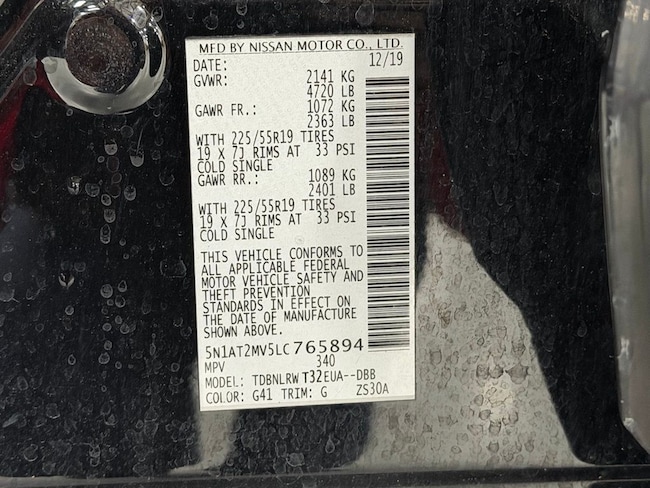 MFD BY NISSAN MOTOR CO., LTD.
DATE: 12/19
GVWR: 2141 KG
4720 LB
GAWR FR.: 1072 KG
2363 LB
WITH 225/55R19 TIRES
19 X 7J RIMS AT 33 PSI
COLD SINGLE
GAWR RR.: 1089 KG
2401 LB
WITH 225/55R19 TIRES
19 X 7J RIMS AT 33 PSI
COLD SINGLE
THIS VEHICLE CONFORMS TO
ALL APPLICABLE FEDERAL
MOTOR VEHICLE SAFETY AND
THEFT PREVENTION
STANDARDS IN EFFECT ON
THE DATE OF MANUFACTURE
SHOWN ABOVE.
5N1AT2MV5LC765894
MPV 340
MODEL: TDBNLRW T32EUA--DBB
COLOR: G41 TRIM: G ZS30A